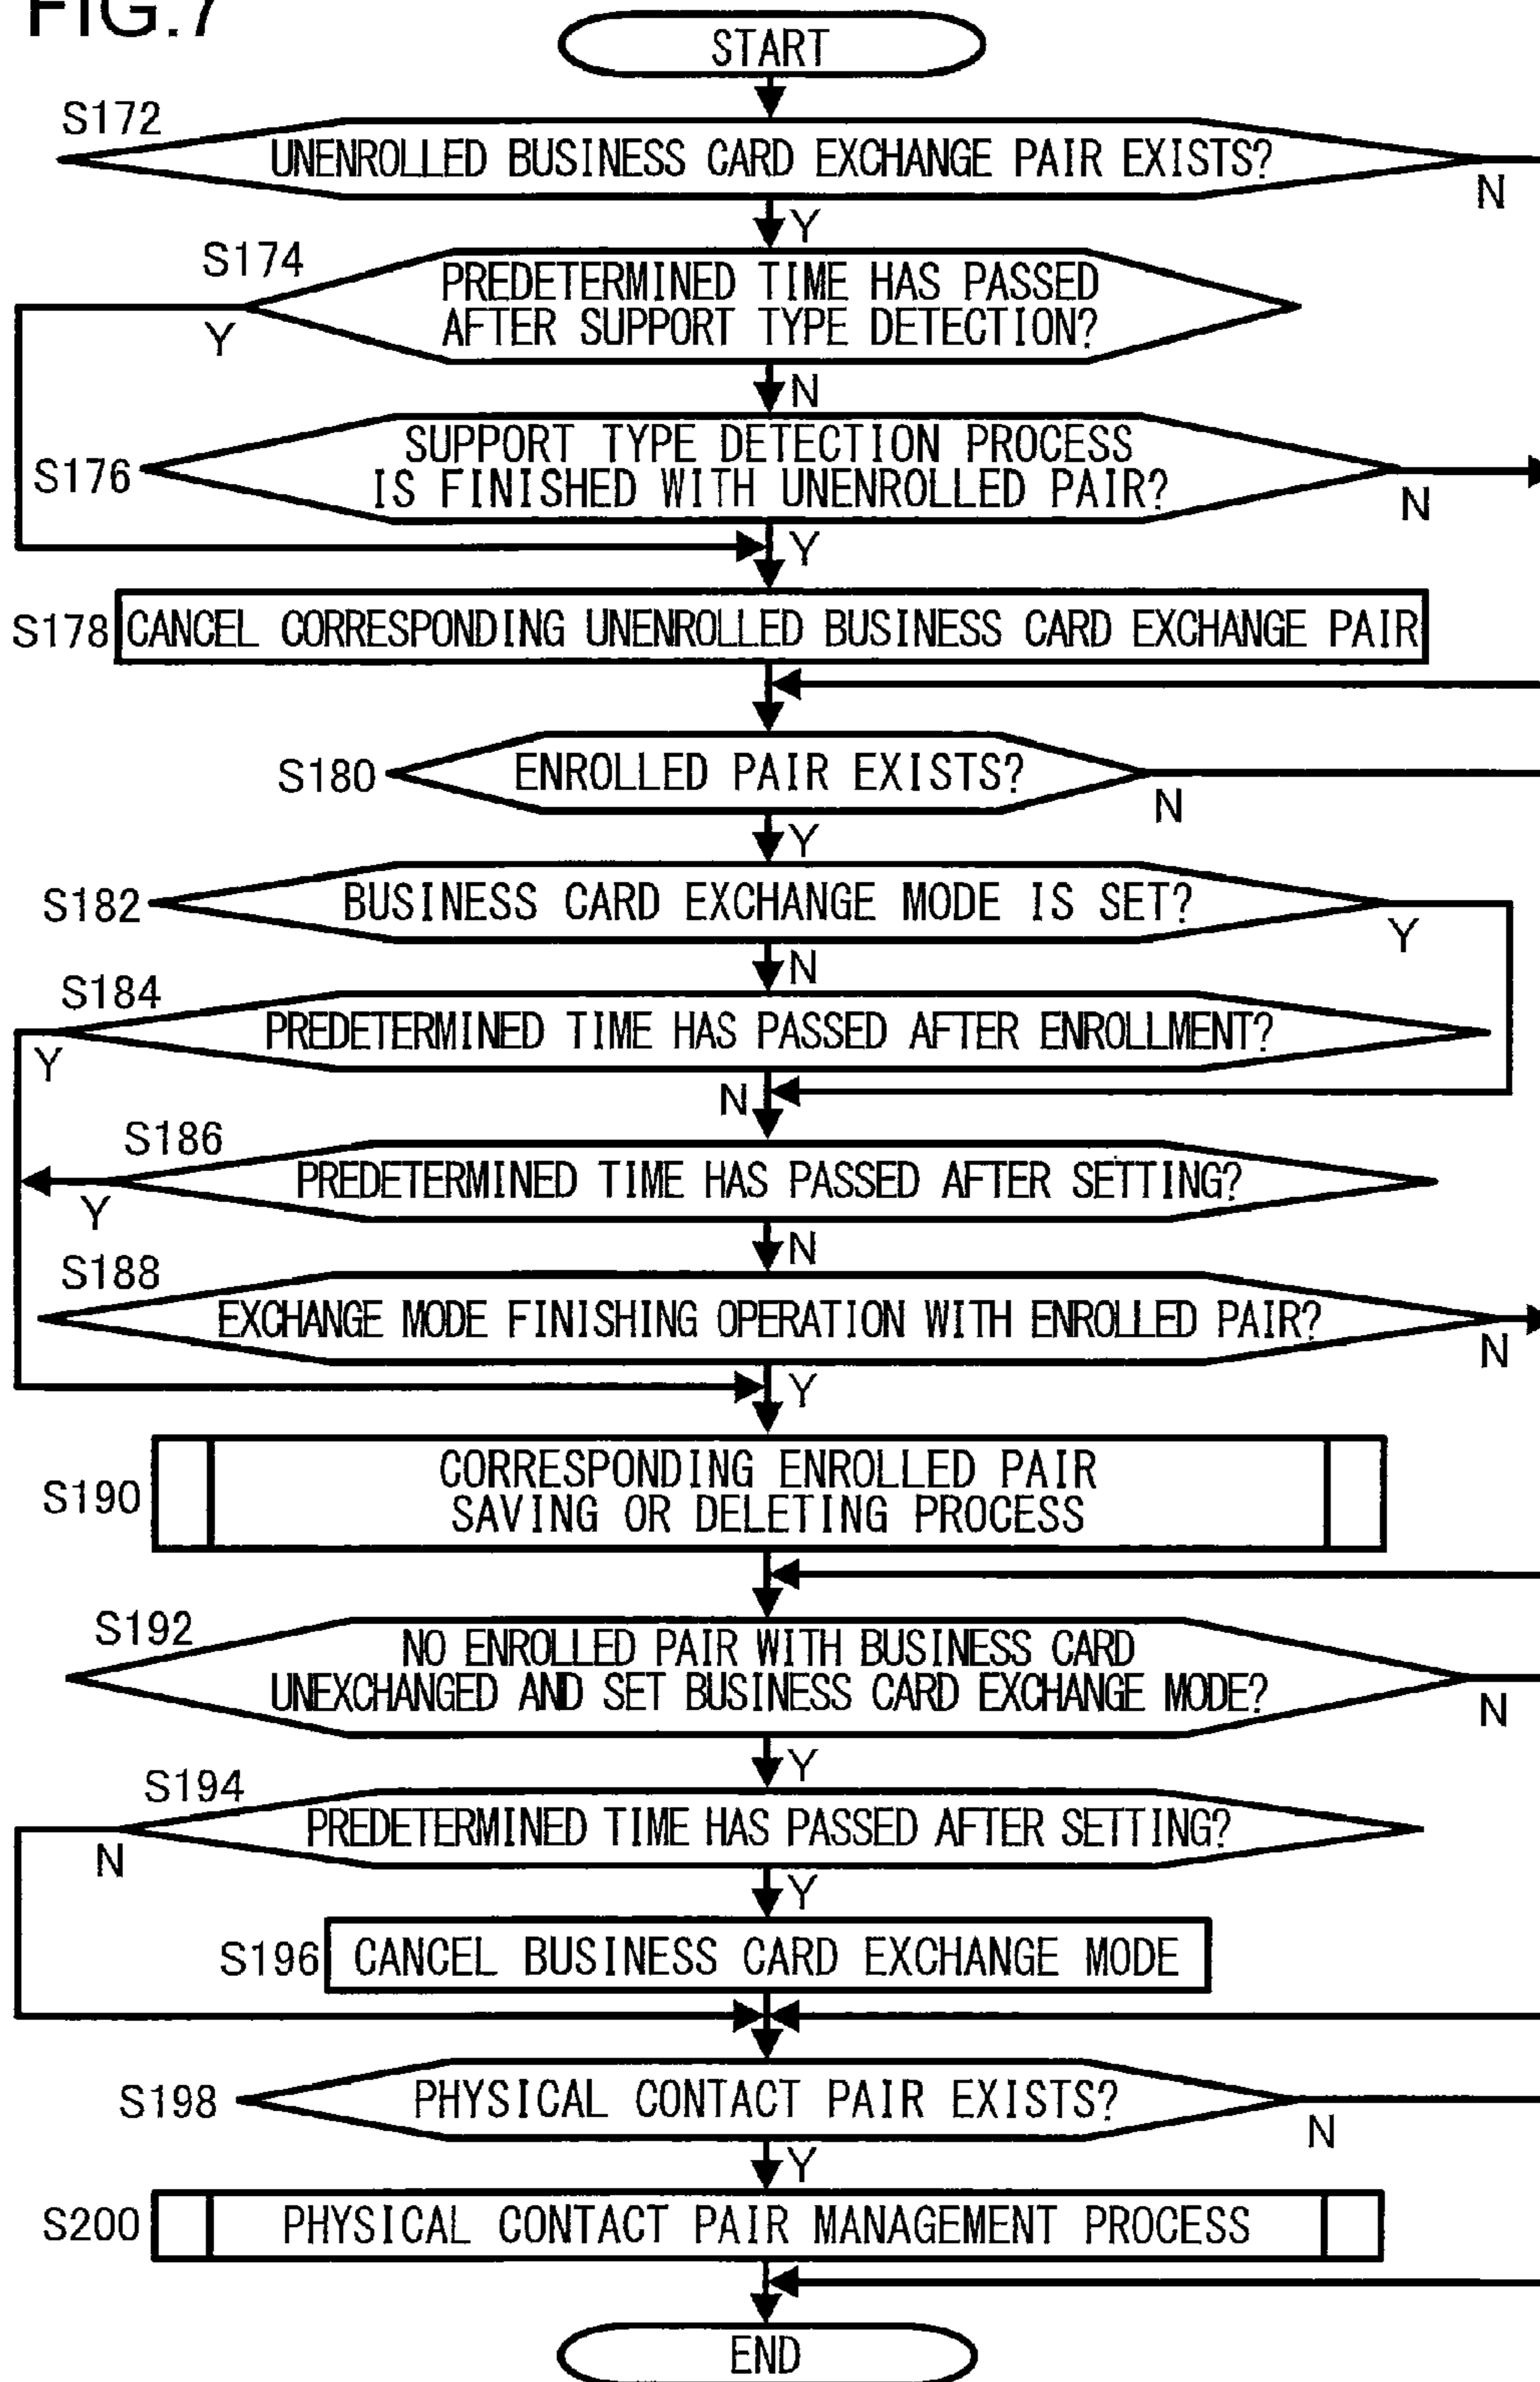 FIG.7
START
S172
UNENROLLED BUSINESS CARD EXCHANGE PAIR EXISTS?
N
Y
S174
PREDETERMINED TIME HAS PASSED
AFTER SUPPORT TYPE DETECTION?
Y
N
S176
SUPPORT TYPE DETECTION PROCESS
IS FINISHED WITH UNENROLLED PAIR?
N
Y
S178
CANCEL CORRESPONDING UNENROLLED BUSINESS CARD EXCHANGE PAIR
S180
ENROLLED PAIR EXISTS?
N
Y
S182
BUSINESS CARD EXCHANGE MODE IS SET?
Y
N
S184
PREDETERMINED TIME HAS PASSED AFTER ENROLLMENT?
Y
N
S186
PREDETERMINED TIME HAS PASSED AFTER SETTING?
Y
N
S188
EXCHANGE MODE FINISHING OPERATION WITH ENROLLED PAIR?
N
Y
S190
CORRESPONDING ENROLLED PAIR
SAVING OR DELETING PROCESS
S192
NO ENROLLED PAIR WITH BUSINESS CARD
UNEXCHANGED AND SET BUSINESS CARD EXCHANGE MODE?
N
Y
S194
PREDETERMINED TIME HAS PASSED AFTER SETTING?
N
Y
S196
CANCEL BUSINESS CARD EXCHANGE MODE
S198
PHYSICAL CONTACT PAIR EXISTS?
N
Y
S200
PHYSICAL CONTACT PAIR MANAGEMENT PROCESS
END